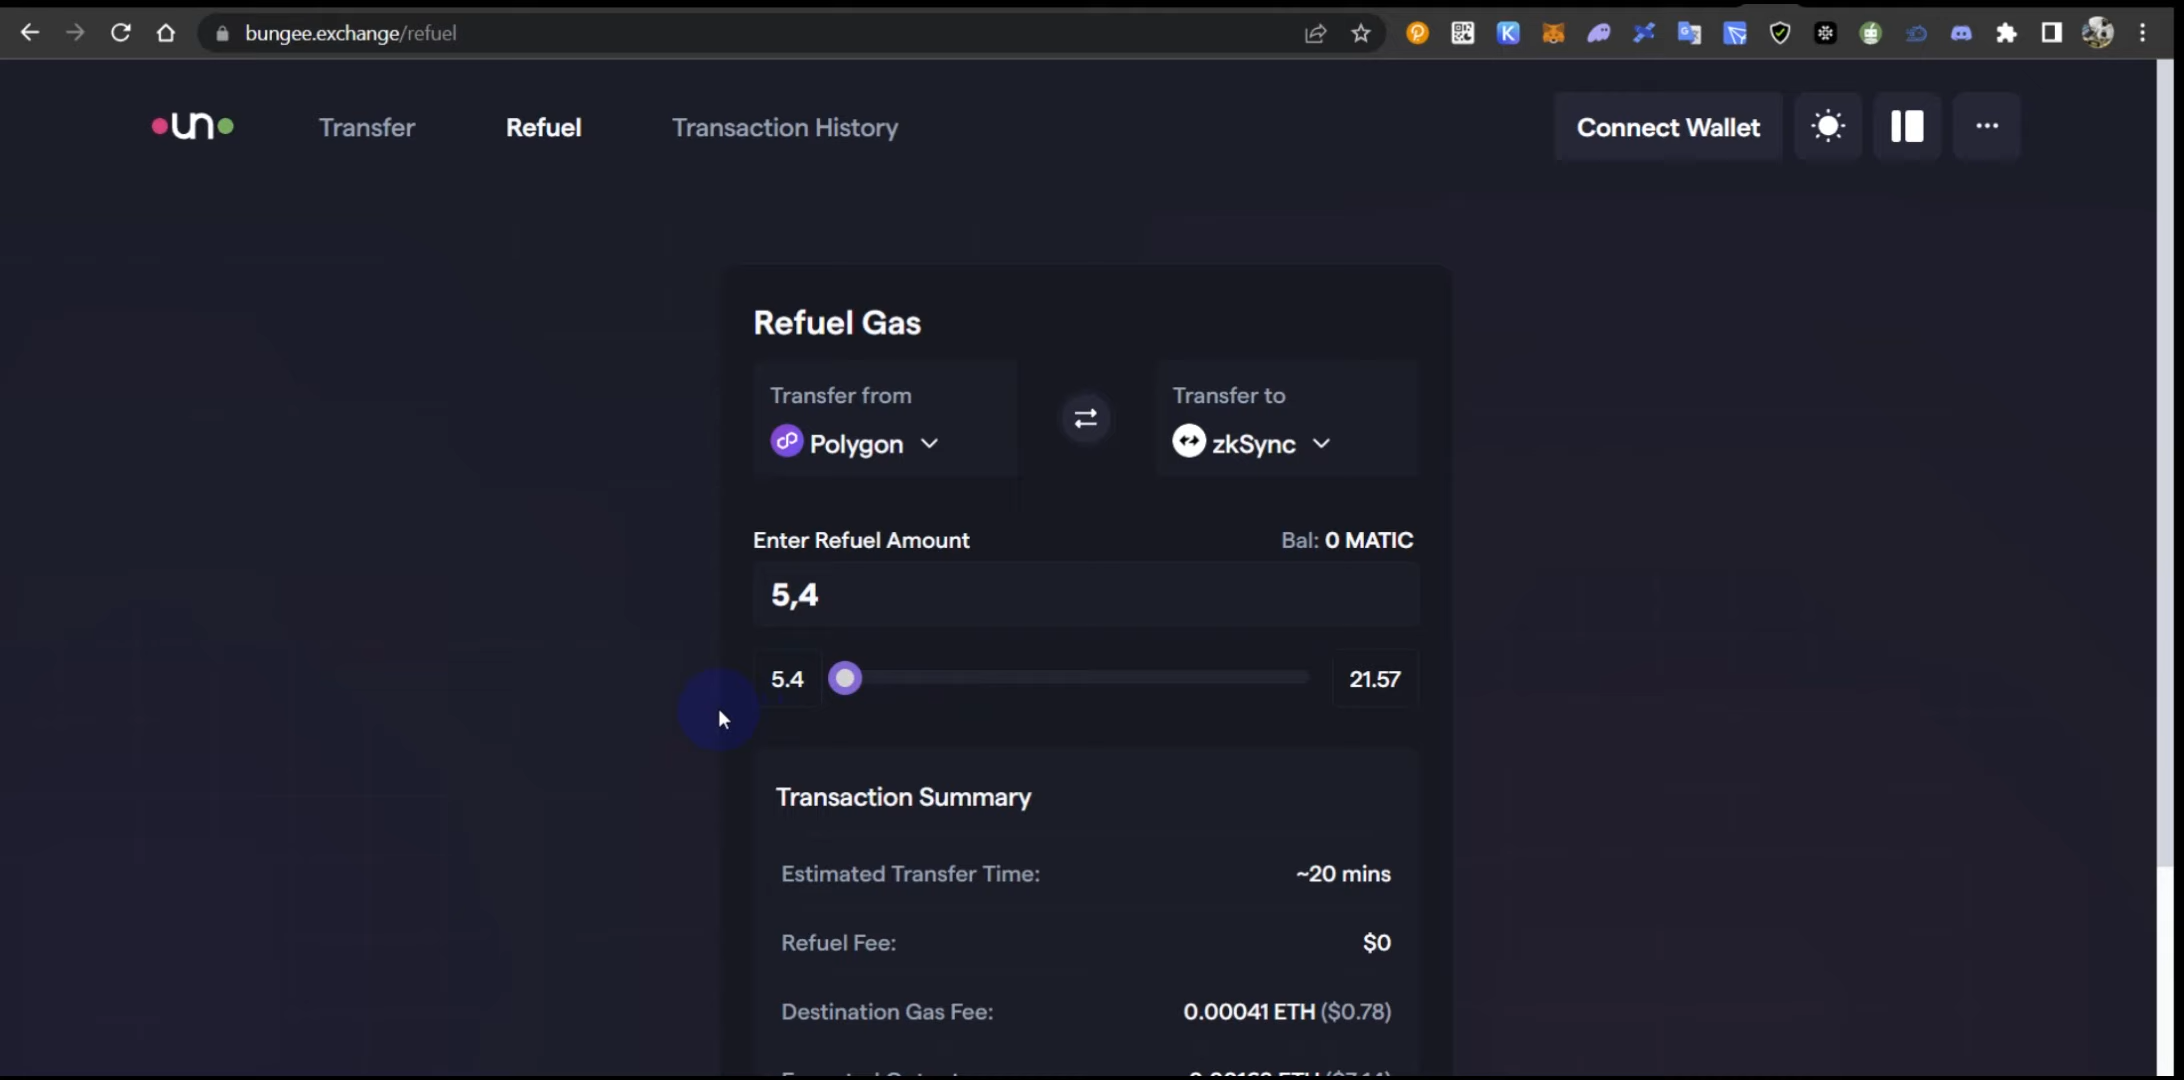 bungee.exchange/refuel
un
Transfer
Refuel
Transaction History
Connect Wallet
Refuel Gas
Transfer from
Transfer to
Polygon
zkSync
Enter Refuel Amount
Bal: 0 MATIC
5,4
5.4
21.57
Transaction Summary
Estimated Transfer Time:
~20 mins
Refuel Fee:
$0
Destination Gas Fee:
0.00041 ETH ($0.78)